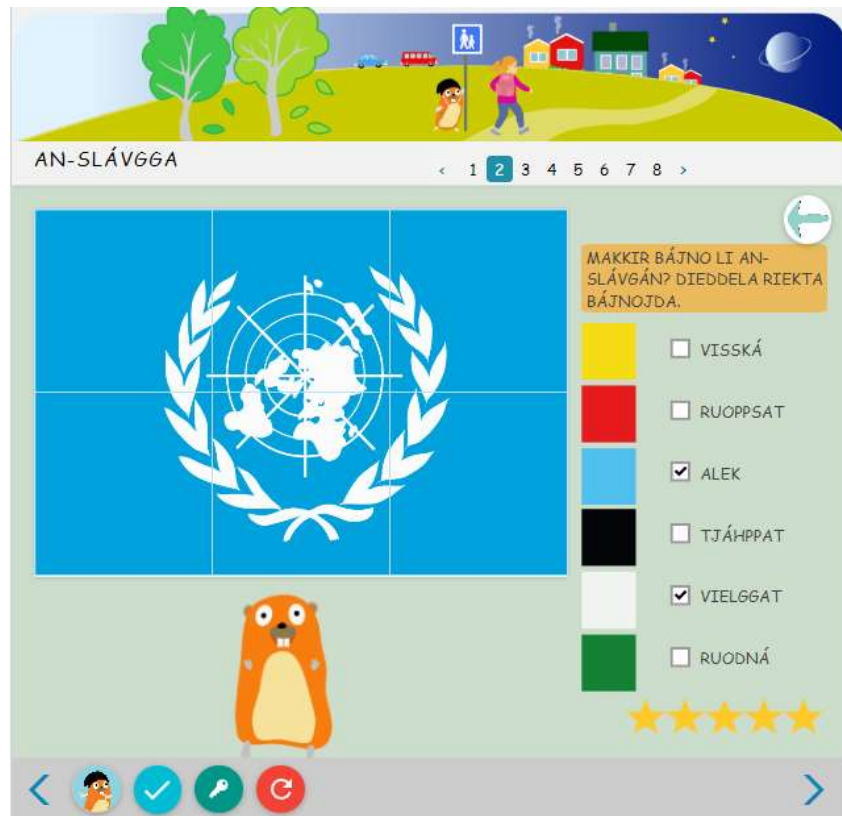 AN-SLÁVGGA
‹ 1 2 3 4 5 6 7 8 ›
MAKKIR BÁJNO LI AN-
SLÁVGÁN? DIEDDELA RIEKTA
BÁJNOJDA.
VISSKÁ
RUOPPSAT
ALEK
TJÁHPPAT
VIELGGAT
RUODNÁ